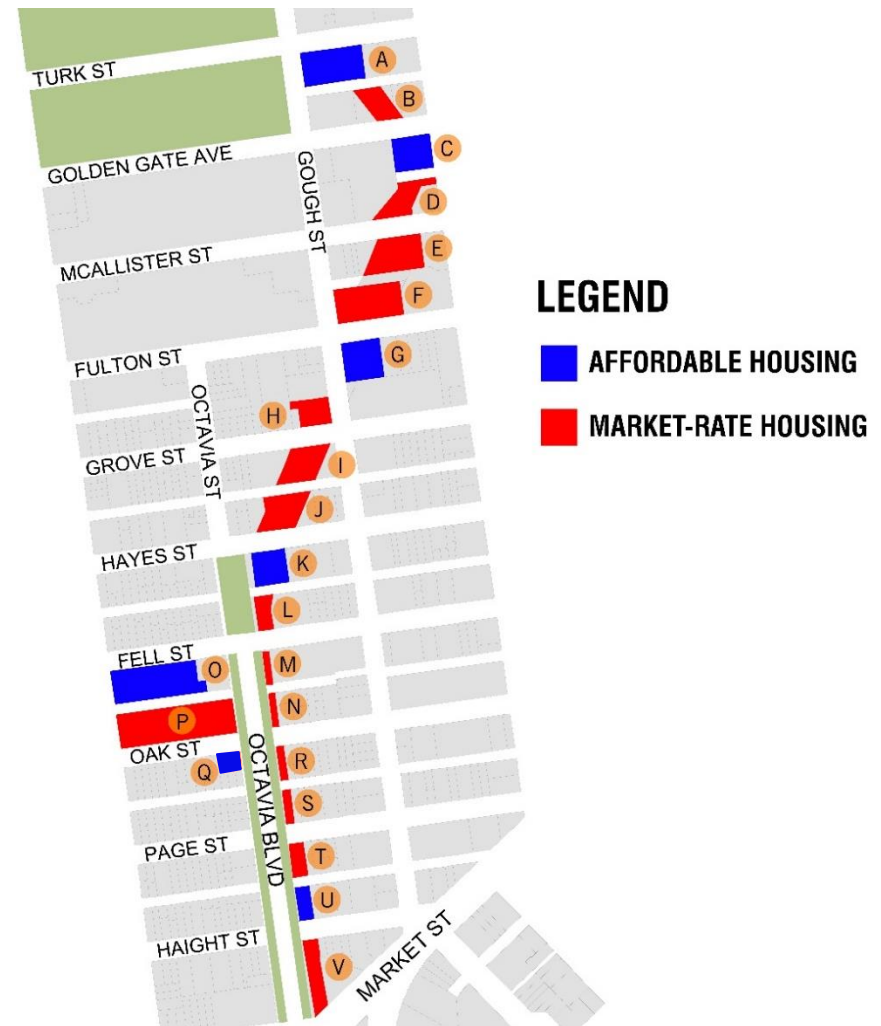 TURK ST
A
B
GOLDEN GATE AVE
GOUGH ST
C
D
MCALLISTER ST
E
F
FULTON ST
G
OCTAVIA ST
H
GROVE ST
I
J
HAYES ST
K
L
FELL ST
O
M
P
N
OAK ST
Q
OCTAVIA BLVD
R
S
PAGE ST
T
U
HAIGHT ST
V
MARKET ST
LEGEND
AFFORDABLE HOUSING
MARKET-RATE HOUSING